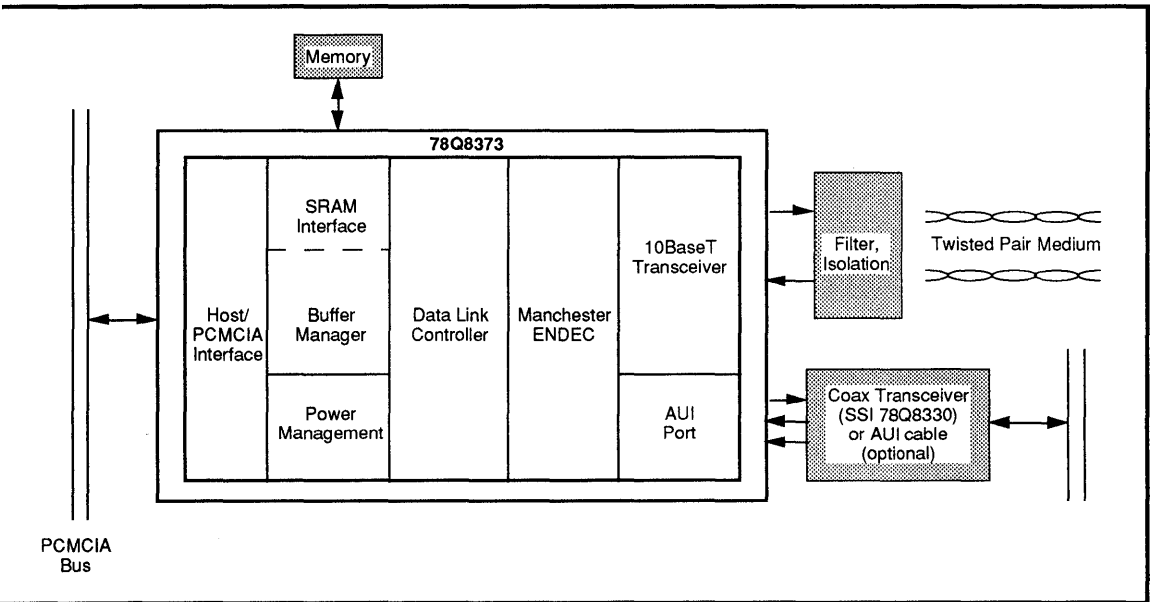 Memory
78Q8373
SRAM
Interface
10BaseT
Transceiver
Filter,
Isolation
Twisted Pair Medium
Host/
PCMCIA
Interface
Buffer
Manager
Data Link
Controller
Manchester
ENDEC
Power
Management
AUI
Port
Coax Transceiver
(SSI 78Q8330)
or AUI cable
(optional)
PCMCIA
Bus